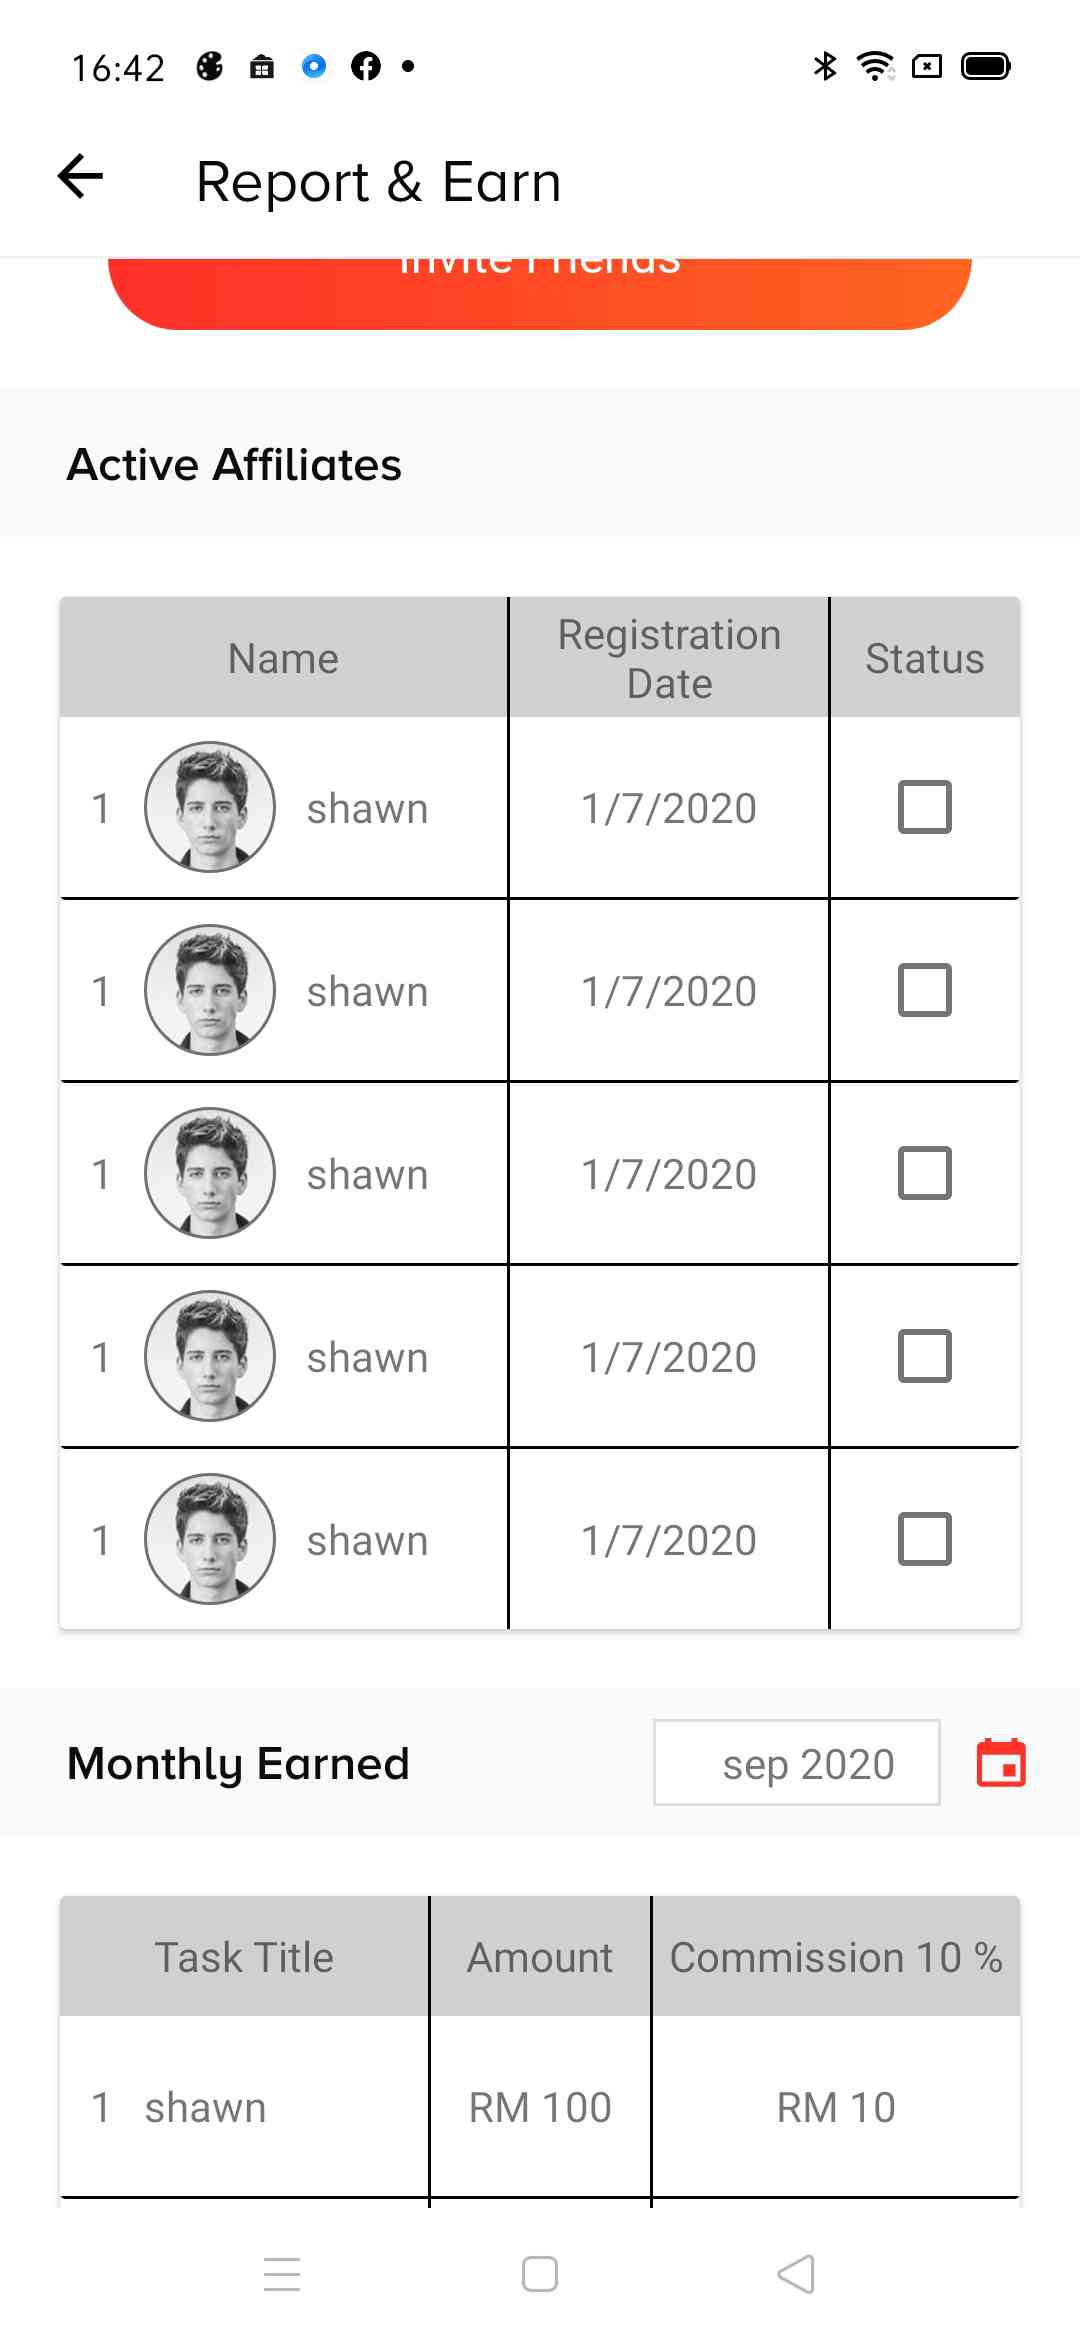 16:42
Report & Earn
Invite Friends
Active Affiliates
Name
Registration
Date
Status
1 shawn 1/7/2020
1 shawn 1/7/2020
1 shawn 1/7/2020
1 shawn 1/7/2020
1 shawn 1/7/2020
Monthly Earned
sep 2020
Task Title Amount Commission 10 %
1 shawn RM 100 RM 10